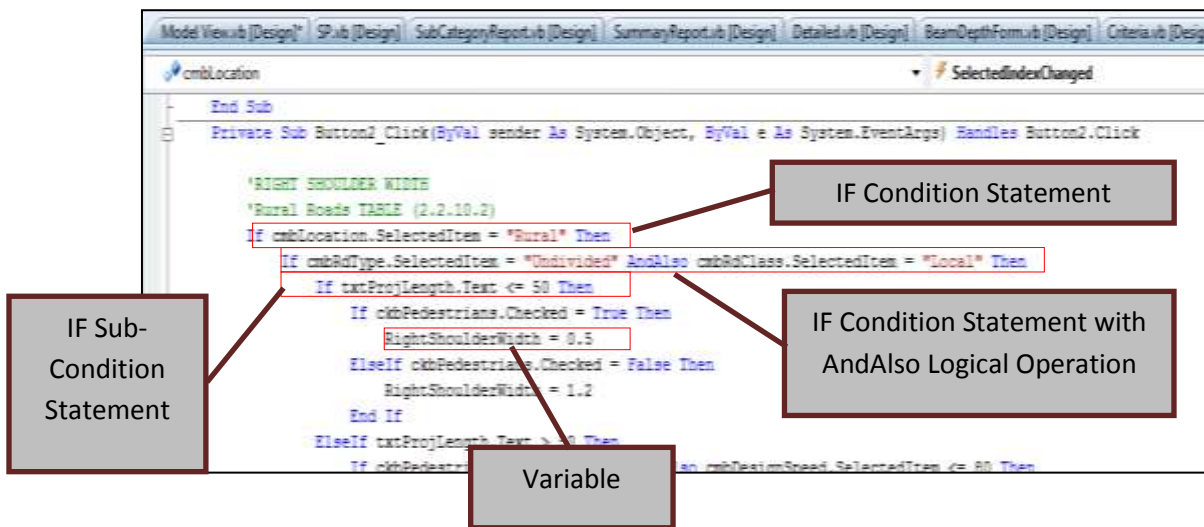 Model View.vb [Design]* SP.vb [Design] SubCategoryReport.vb [Design] SummaryReport.vb [Design] Detailed.vb [Design] BeamDepthForm.vb [Design] Criteria.vb [Desig
cmbLocation SelectedIndexChanged
End Sub
Private Sub Button2_Click(ByVal sender As System.Object, ByVal e As System.EventArgs) Handles Button2.Click
'RIGHT SHOULDER WIDTH
'Rural Roads TABLE (2.2.10.2)
IF Condition Statement
If cmbLocation.SelectedItem = "Rural" Then
If cmbRdType.SelectedItem = "Undivided" AndAlso cmbRdClass.SelectedItem = "Local" Then
If txtProjLength.Text <= 50 Then
If ckbPedestrians.Checked = True Then
RightShoulderWidth = 0.5
ElseIf ckbPedestrians.Checked = False Then
RightShoulderWidth = 1.2
End If
ElseIf txtProjLength.Text > Then
If cmbDesignSpeed.SelectedItem <= 80 Then
IF Sub-
Condition
Statement
IF Condition Statement with
AndAlso Logical Operation
Variable